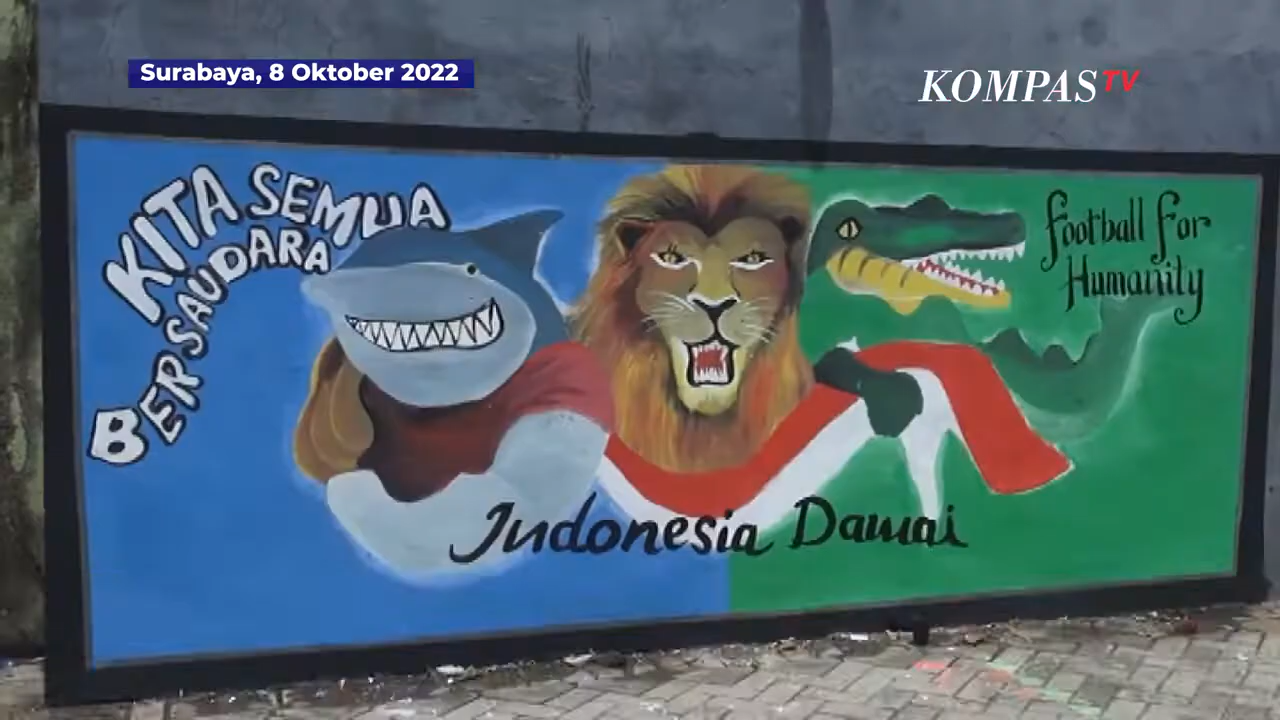 Surabaya, 8 Oktober 2022
KOMPAS TV
KITA SEMUA
BERSAUDARA
Football For
Humanity
Indonesia Damai